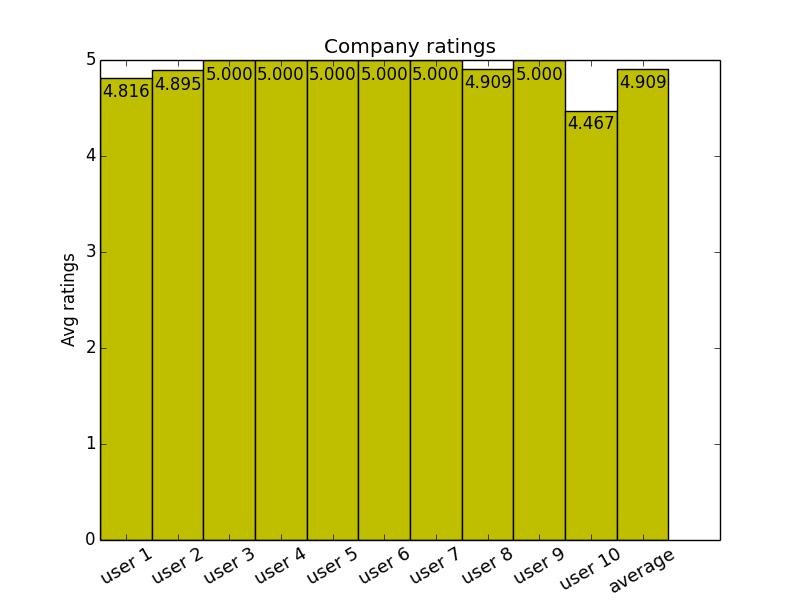 Company ratings
5
4
3
2
1
0
Avg ratings
4.816
4.895
5.000
5.000
5.000
5.000
5.000
4.909
5.000
4.467
4.909
user 1
user 2
user 3
user 4
user 5
user 6
user 7
user 8
user 9
user 10
average